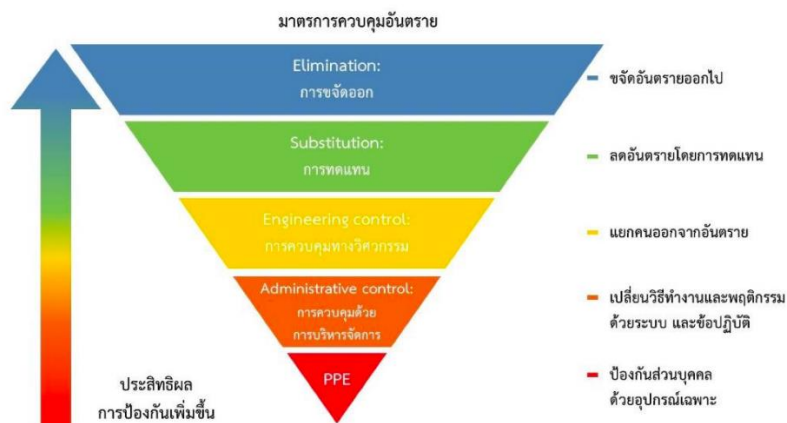 มาตรการควบคุมอันตราย
Elimination:
การขจัดออก
ขจัดอันตรายออกไป
Substitution:
การทดแทน
ลดอันตรายโดยการทดแทน
Engineering control:
การควบคุมทางวิศวกรรม
แยกคนออกจากอันตราย
Administrative control:
การควบคุมด้วย
การบริหารจัดการ
เปลี่ยนวิธีทำงานและพฤติกรรม
ด้วยระบบ และข้อปฏิบัติ
PPE
ป้องกันส่วนบุคคล
ด้วยอุปกรณ์เฉพาะ
ประสิทธิผล
การป้องกันเพิ่มขึ้น